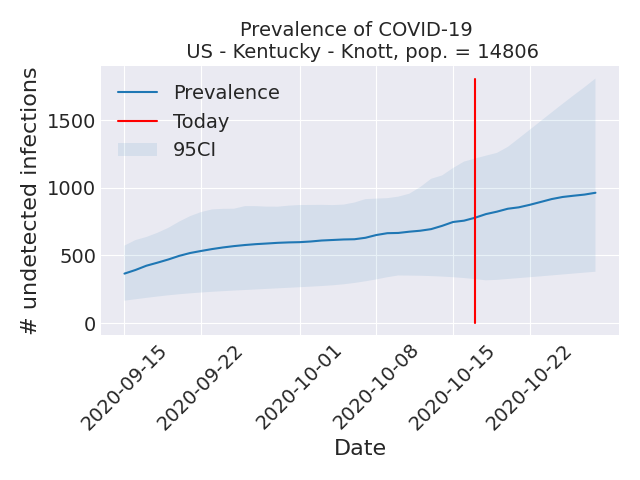 Prevalence of COVID-19
US - Kentucky - Knott, pop. = 14806
Prevalence
Today
95CI
# undetected infections
1500
1000
500
0
2020-09-15
2020-09-22
2020-10-01
2020-10-08
2020-10-15
2020-10-22
Date